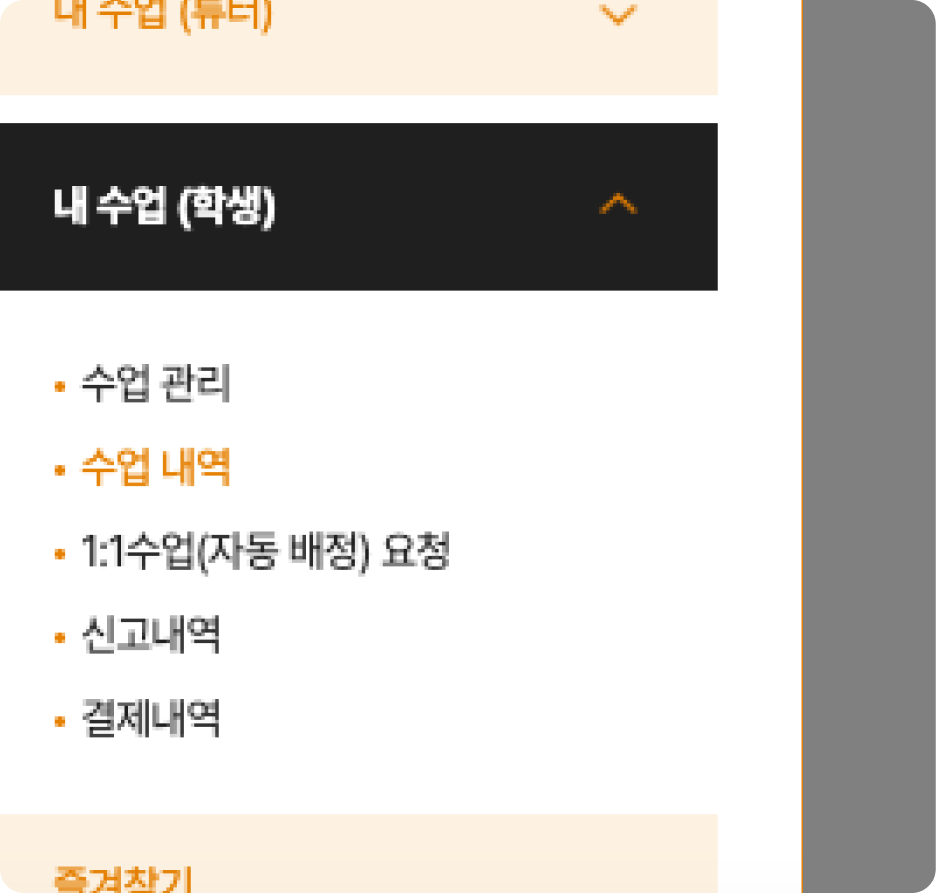 내 수업 (튜터)
내 수업 (학생)
• 수업 관리
• 수업 내역
• 1:1수업(자동 배정) 요청
• 신고내역
• 결제내역
즐겨찾기